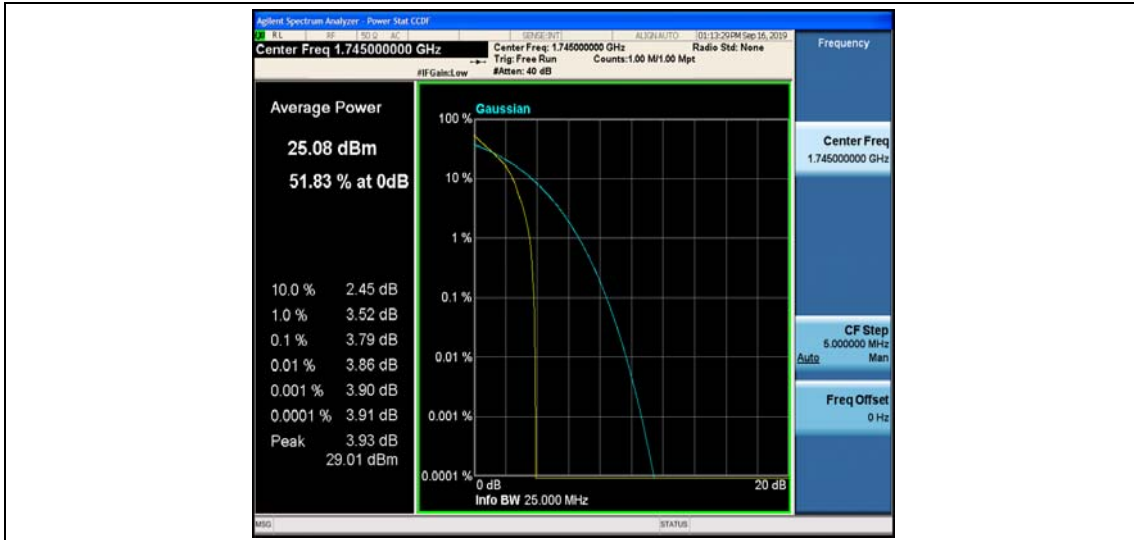 Agilent Spectrum Analyzer - Power Stat CCDF
RL RF 50 Ω AC SENSE:INT ALIGN AUTO 01:13:29 PM Sep 16, 2019
Center Freq 1.745000000 GHz
Center Freq: 1.745000000 GHz Radio Std: None
Trig: Free Run Counts:1.00 M/1.00 Mpt
#IFGain:Low #Atten: 40 dB
Frequency
Average Power
25.08 dBm
51.83 % at 0dB
10.0 % 2.45 dB
1.0 % 3.52 dB
0.1 % 3.79 dB
0.01 % 3.86 dB
0.001 % 3.90 dB
0.0001 % 3.91 dB
Peak 3.93 dB
29.01 dBm
Gaussian
100 %
10 %
1 %
0.1 %
0.01 %
0.001 %
0.0001 %
0 dB 20 dB
Info BW 25.000 MHz
Center Freq
1.745000000 GHz
CF Step
5.000000 MHz
Auto Man
Freq Offset
0 Hz
MSG STATUS